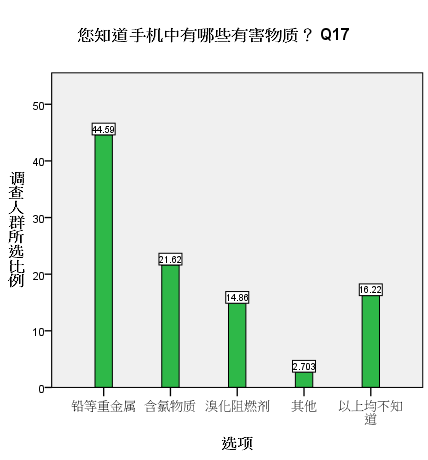 您知道手机中有哪些有害物质？ Q17
调查人群所选比例
50
40
30
20
10
0
44.59
21.62
14.86
2.703
16.22
铅等重金属
含氯物质
溴化阻燃剂
其他
以上均不知
道
选项